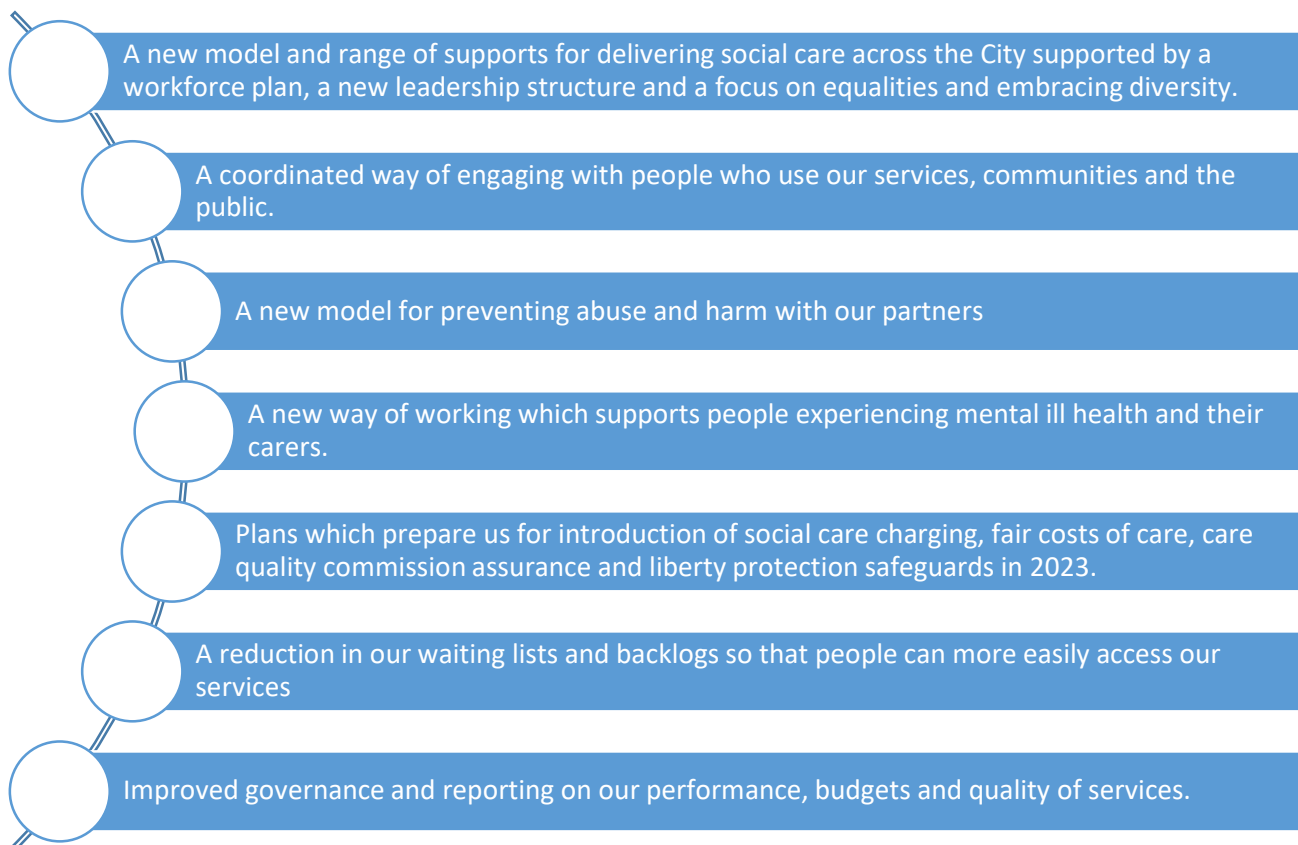 A new model and range of supports for delivering social care across the City supported by a
workforce plan, a new leadership structure and a focus on equalities and embracing diversity.
A coordinated way of engaging with people who use our services, communities and the
public.
A new model for preventing abuse and harm with our partners
A new way of working which supports people experiencing mental ill health and their
carers.
Plans which prepare us for introduction of social care charging, fair costs of care, care
quality commission assurance and liberty protection safeguards in 2023.
A reduction in our waiting lists and backlogs so that people can more easily access our
services
Improved governance and reporting on our performance, budgets and quality of services.